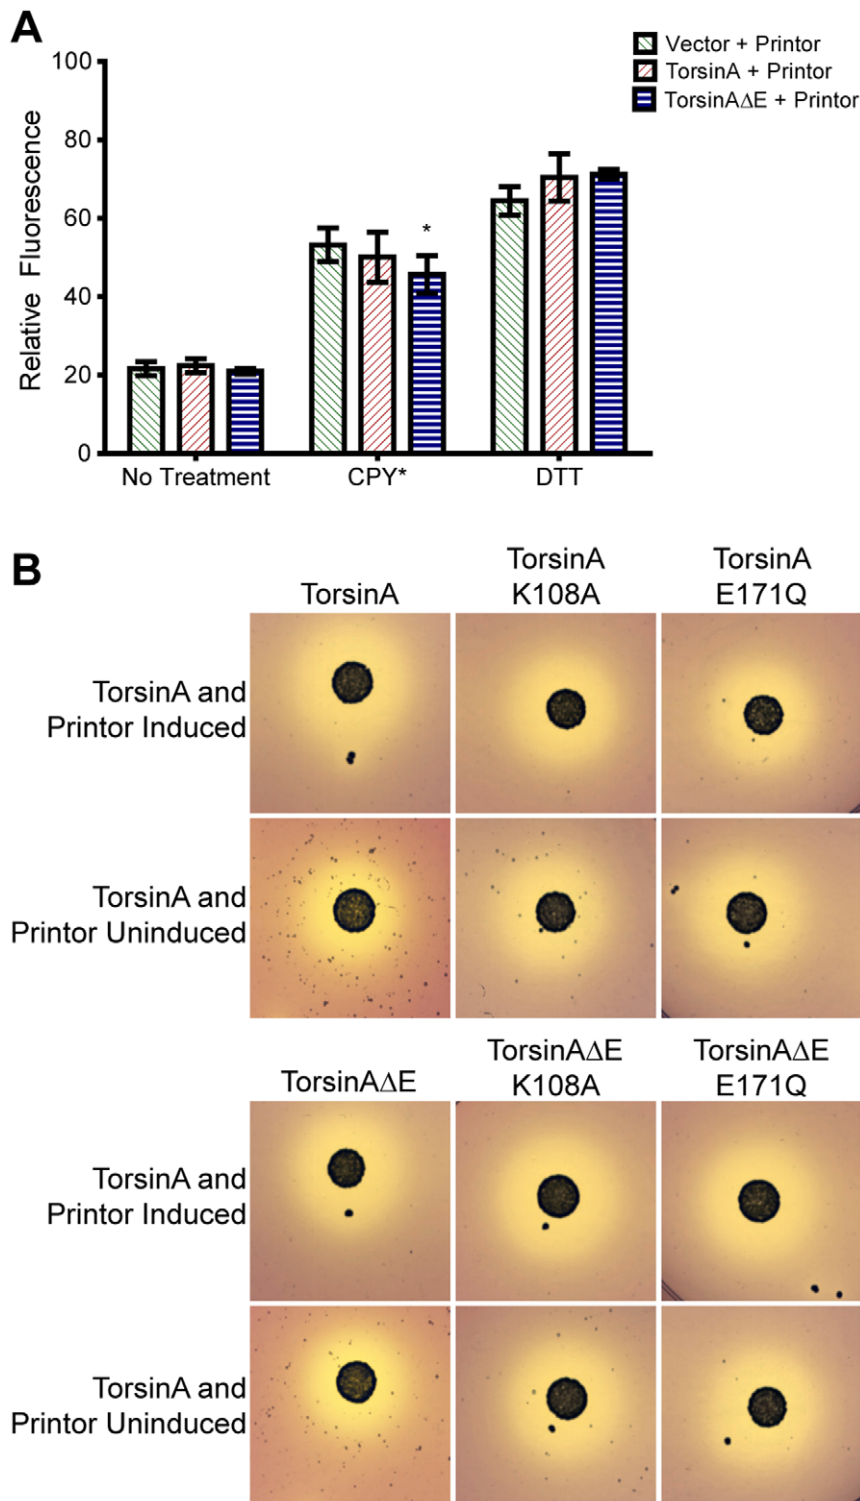 A
Vector + Printor
TorsinA + Printor
TorsinAΔE + Printor
Relative Fluorescence
100
80
60
40
20
0
*
No Treatment
CPY*
DTT
B
TorsinA
TorsinA
K108A
TorsinA
E171Q
TorsinA and
Printor Induced
TorsinA and
Printor Uninduced
TorsinAΔE
TorsinAΔE
K108A
TorsinAΔE
E171Q
TorsinA and
Printor Induced
TorsinA and
Printor Uninduced